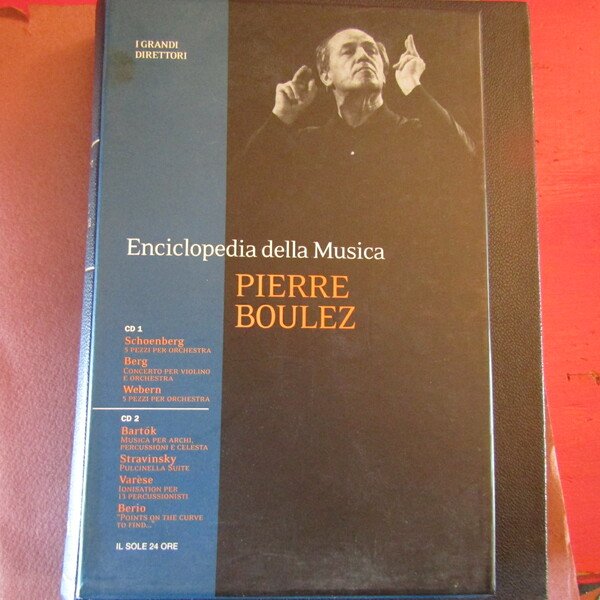 I GRANDI
DIRETTORI
Enciclopedia della Musica
PIERRE
BOULEZ
CD 1
Schoenberg
5 PEZZI PER ORCHESTRA
Berg
CONCERTO PER VIOLINO
E ORCHESTRA
Webern
5 PEZZI PER ORCHESTRA
CD 2
Bartók
MUSICA PER ARCHI,
PERCUSSIONI E CELESTA
Stravinsky
PULCINELLA SUITE
Varèse
IONISATION PER
13 PERCUSSIONISTI
Berio
"POINTS ON THE CURVE
TO FIND..."
IL SOLE 24 ORE